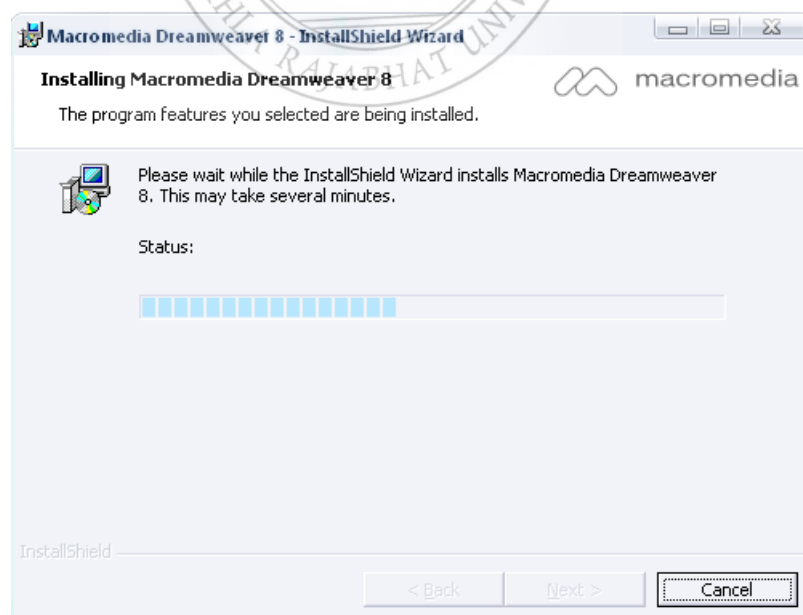 Macromedia Dreamweaver 8 - InstallShield Wizard
RAJABHAT
Installing Macromedia Dreamweaver 8
macromedia
The program features you selected are being installed.
Please wait while the InstallShield Wizard installs Macromedia Dreamweaver
8. This may take several minutes.
Status:
InstallShield
< Back
Next >
Cancel